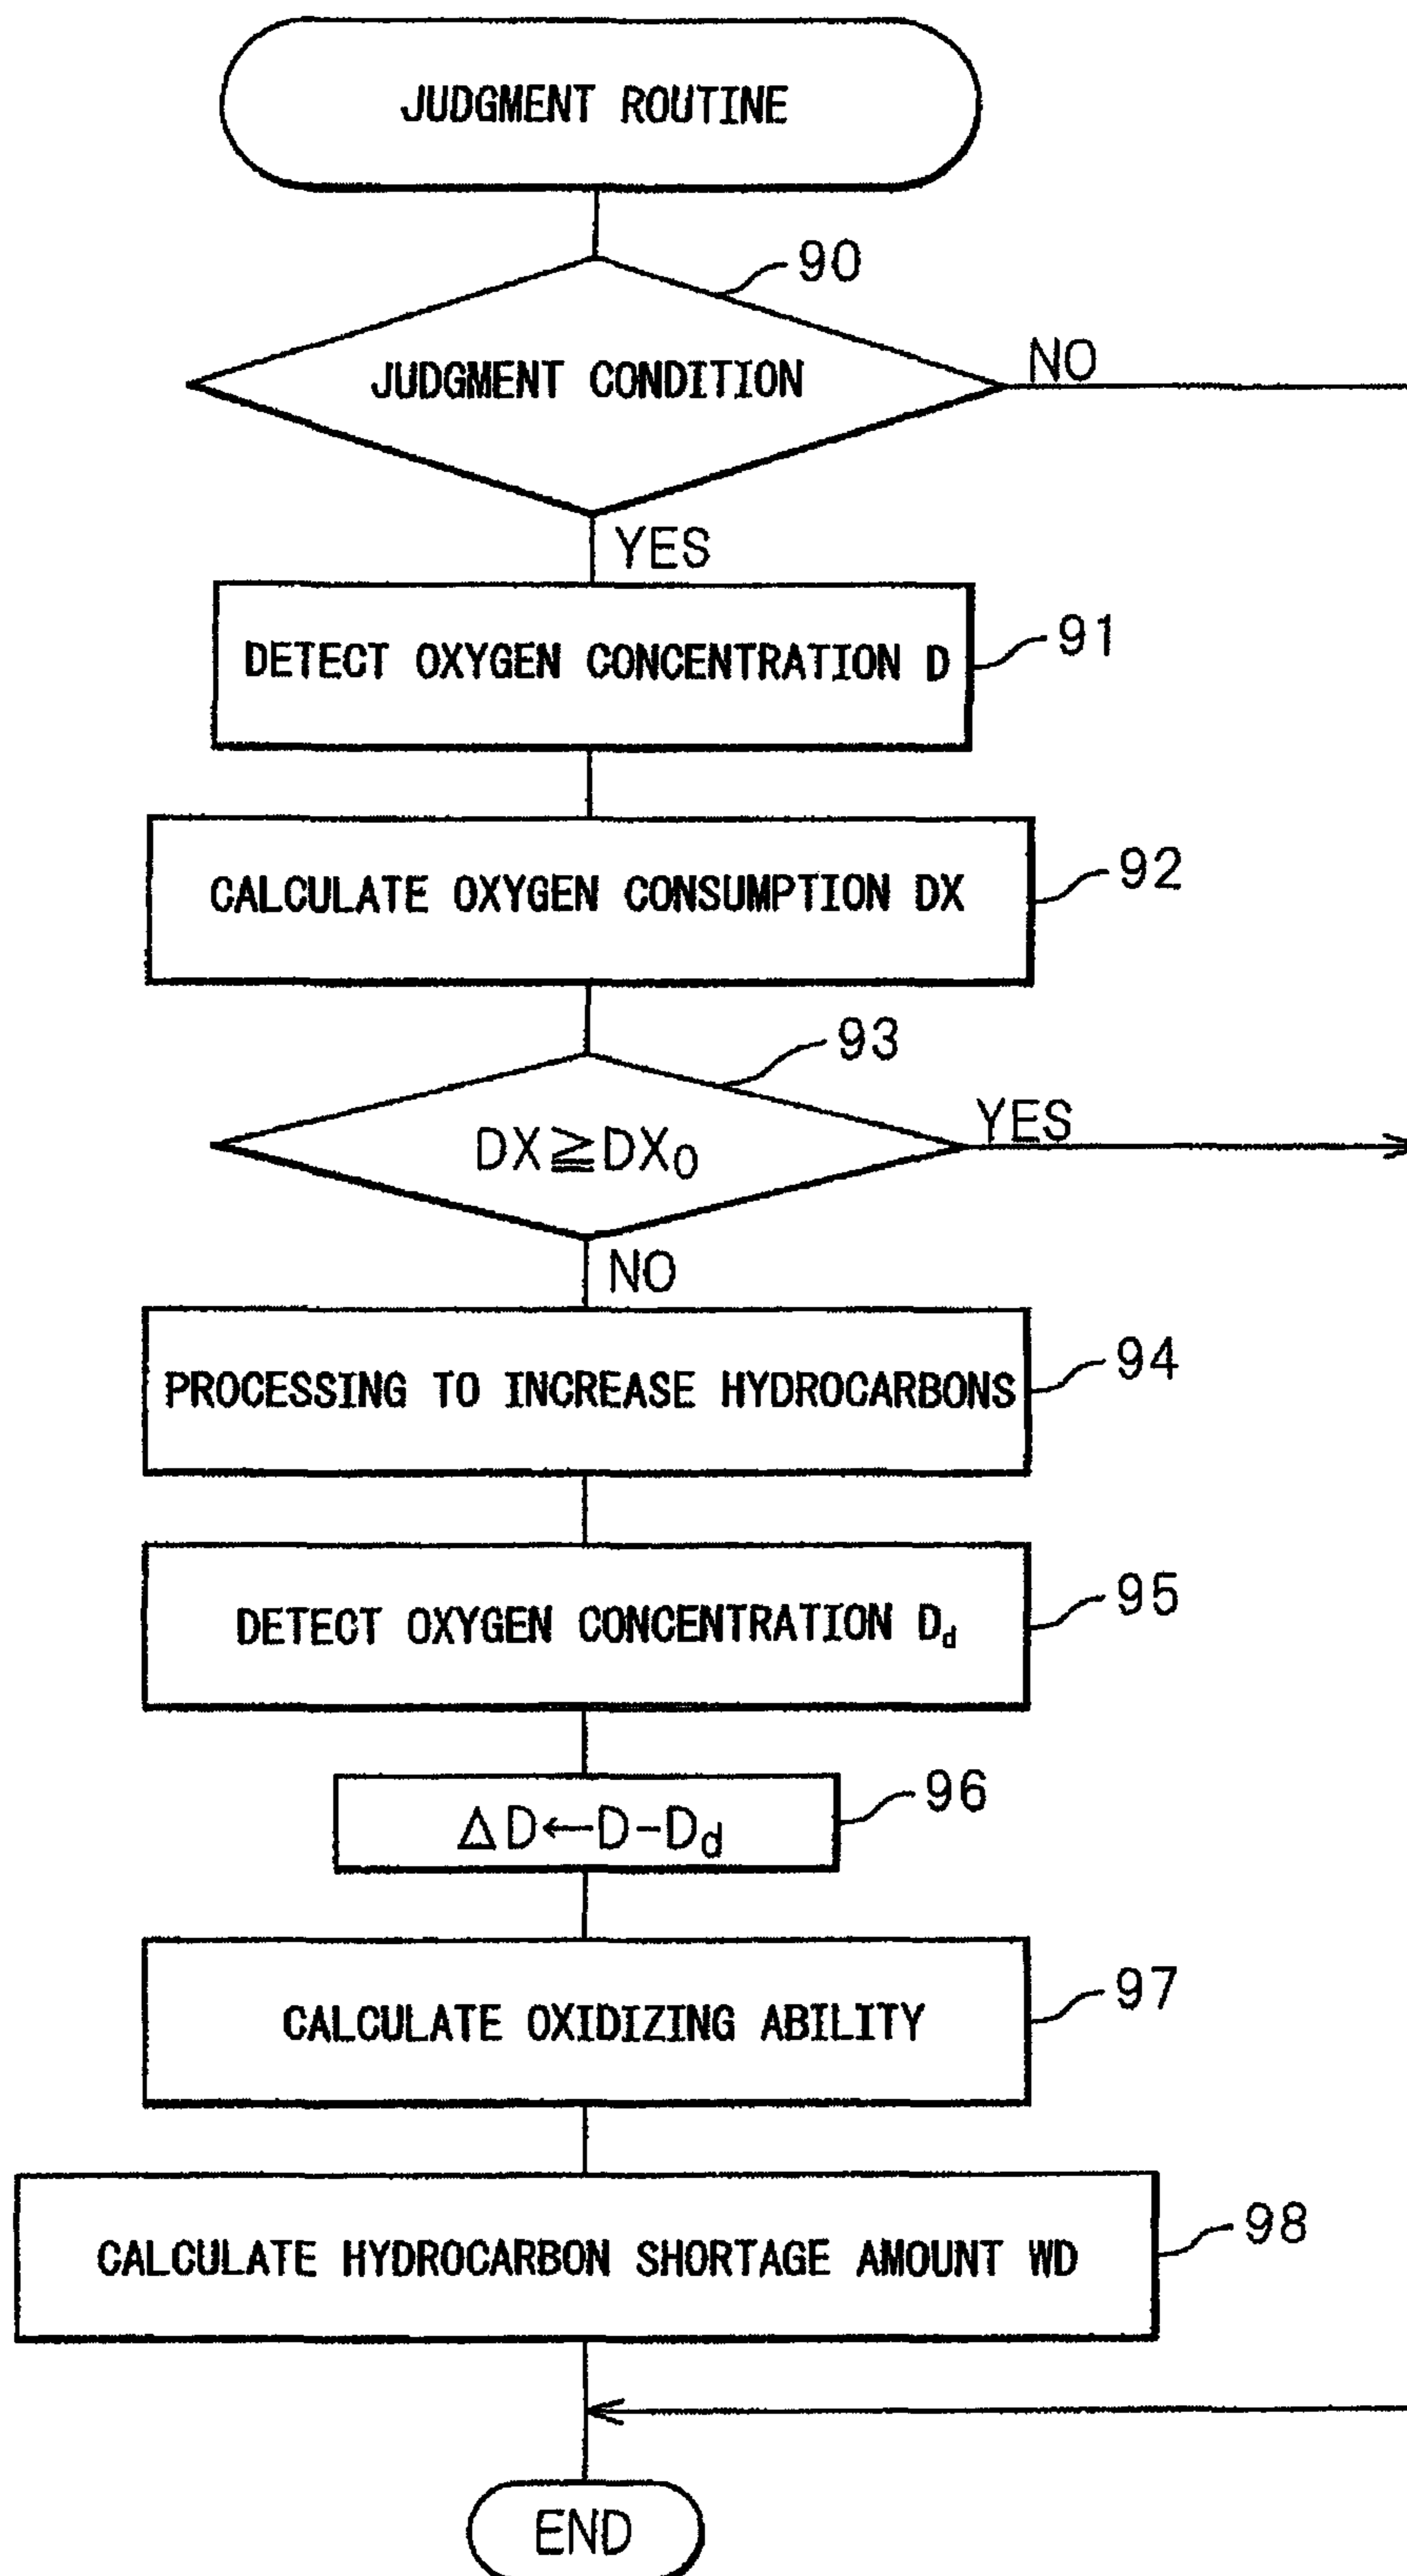 JUDGMENT ROUTINE
90
JUDGMENT CONDITION
NO
YES
DETECT OXYGEN CONCENTRATION D
91
CALCULATE OXYGEN CONSUMPTION DX
92
93
DX≧DX₀
YES
NO
PROCESSING TO INCREASE HYDROCARBONS
94
DETECT OXYGEN CONCENTRATION D_d
95
ΔD←D-D_d
96
CALCULATE OXIDIZING ABILITY
97
CALCULATE HYDROCARBON SHORTAGE AMOUNT WD
98
END